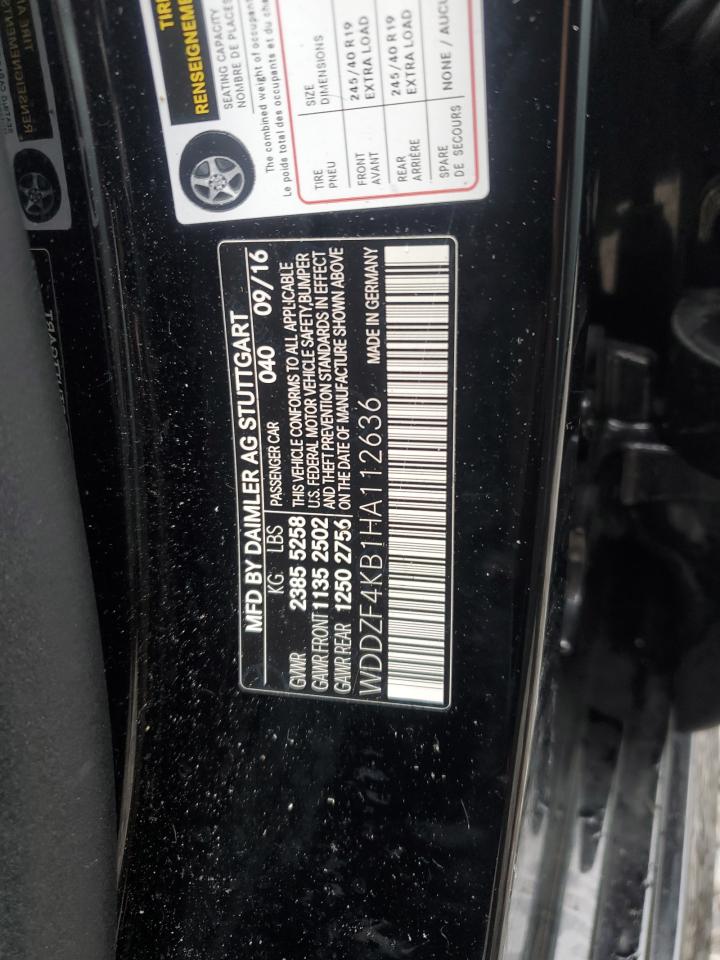 TIRE
RENSEIGNEMENT
SEATING CAPACITY
NOMBRE DE PLACES
The combined weight of occupants
Le poids total des occupants et du
TIRE SIZE
PNEU DIMENSIONS
FRONT 245/40 R19
AVANT EXTRA LOAD
REAR 245/40 R19
ARRIÈRE EXTRA LOAD
SPARE NONE / AUCU
DE SECOURS
MFD BY DAIMLER AG STUTTGART
KG LBS PASSENGER CAR 040 09/16
GVWR 2385 5258 THIS VEHICLE CONFORMS TO ALL APPLICABLE
GAWR FRONT 1135 2502 U.S. FEDERAL MOTOR VEHICLE SAFETY,BUMPER
AND THEFT PREVENTION STANDARDS IN EFFECT
GAWR REAR 1250 2756 ON THE DATE OF MANUFACTURE SHOWN ABOVE
WDDZF4KB1HA112636 MADE IN GERMANY